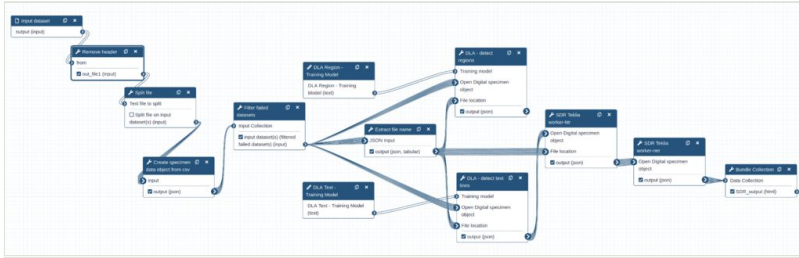 Input dataset
output (input)
Remove header
from
out_file1 (input)
Split file
Text file to split
Split file on input
dataset(s) (input)
Create specimen
data object from csv
input
output (json)
Filter failed
datasets
Input Collection
input dataset(s) (filtered
failed datasets) (input)
DLA Region -
Training Model
DLA Region - Training
Model (text)
Extract file name
JSON input
output (json, tabular)
DLA Text -
Training Model
DLA Text - Training Model
(text)
DLA - detect
regions
Training model
Open Digital specimen
object
File location
output (json)
DLA - detect text
lines
Training model
Open Digital specimen
object
File location
output (json)
SDR Teklia
worker-htr
Open Digital specimen
object
File location
output (json)
SDR Teklia
worker-ner
Open Digital specimen
object
output (json)
Bundle Collection
Data Collection
SDR_output (html)